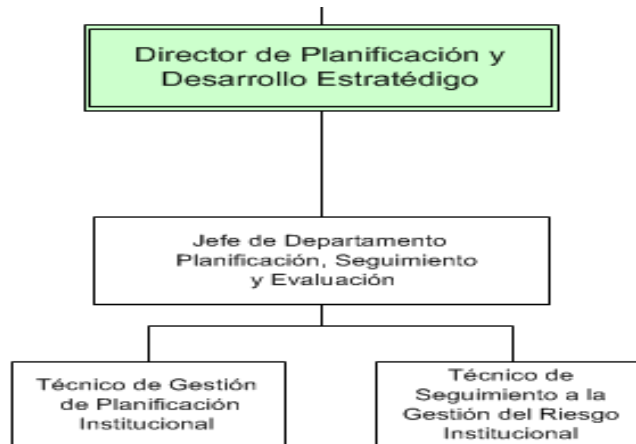 Director de Planificación y
Desarrollo Estratédigo
Jefe de Departamento
Planificación, Seguimiento
y Evaluación
Técnico de Gestión
de Planificación
Institucional
Técnico de
Seguimiento a la
Gestión del Riesgo
Institucional